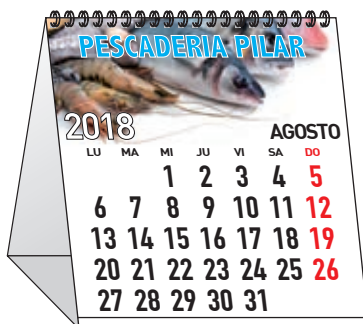 PESCADERIA PILAR
2018
AGOSTO
LU MA MI JU VI SA DO
1 2 3 4 5
6 7 8 9 10 11 12
13 14 15 16 17 18 19
20 21 22 23 24 25 26
27 28 29 30 31